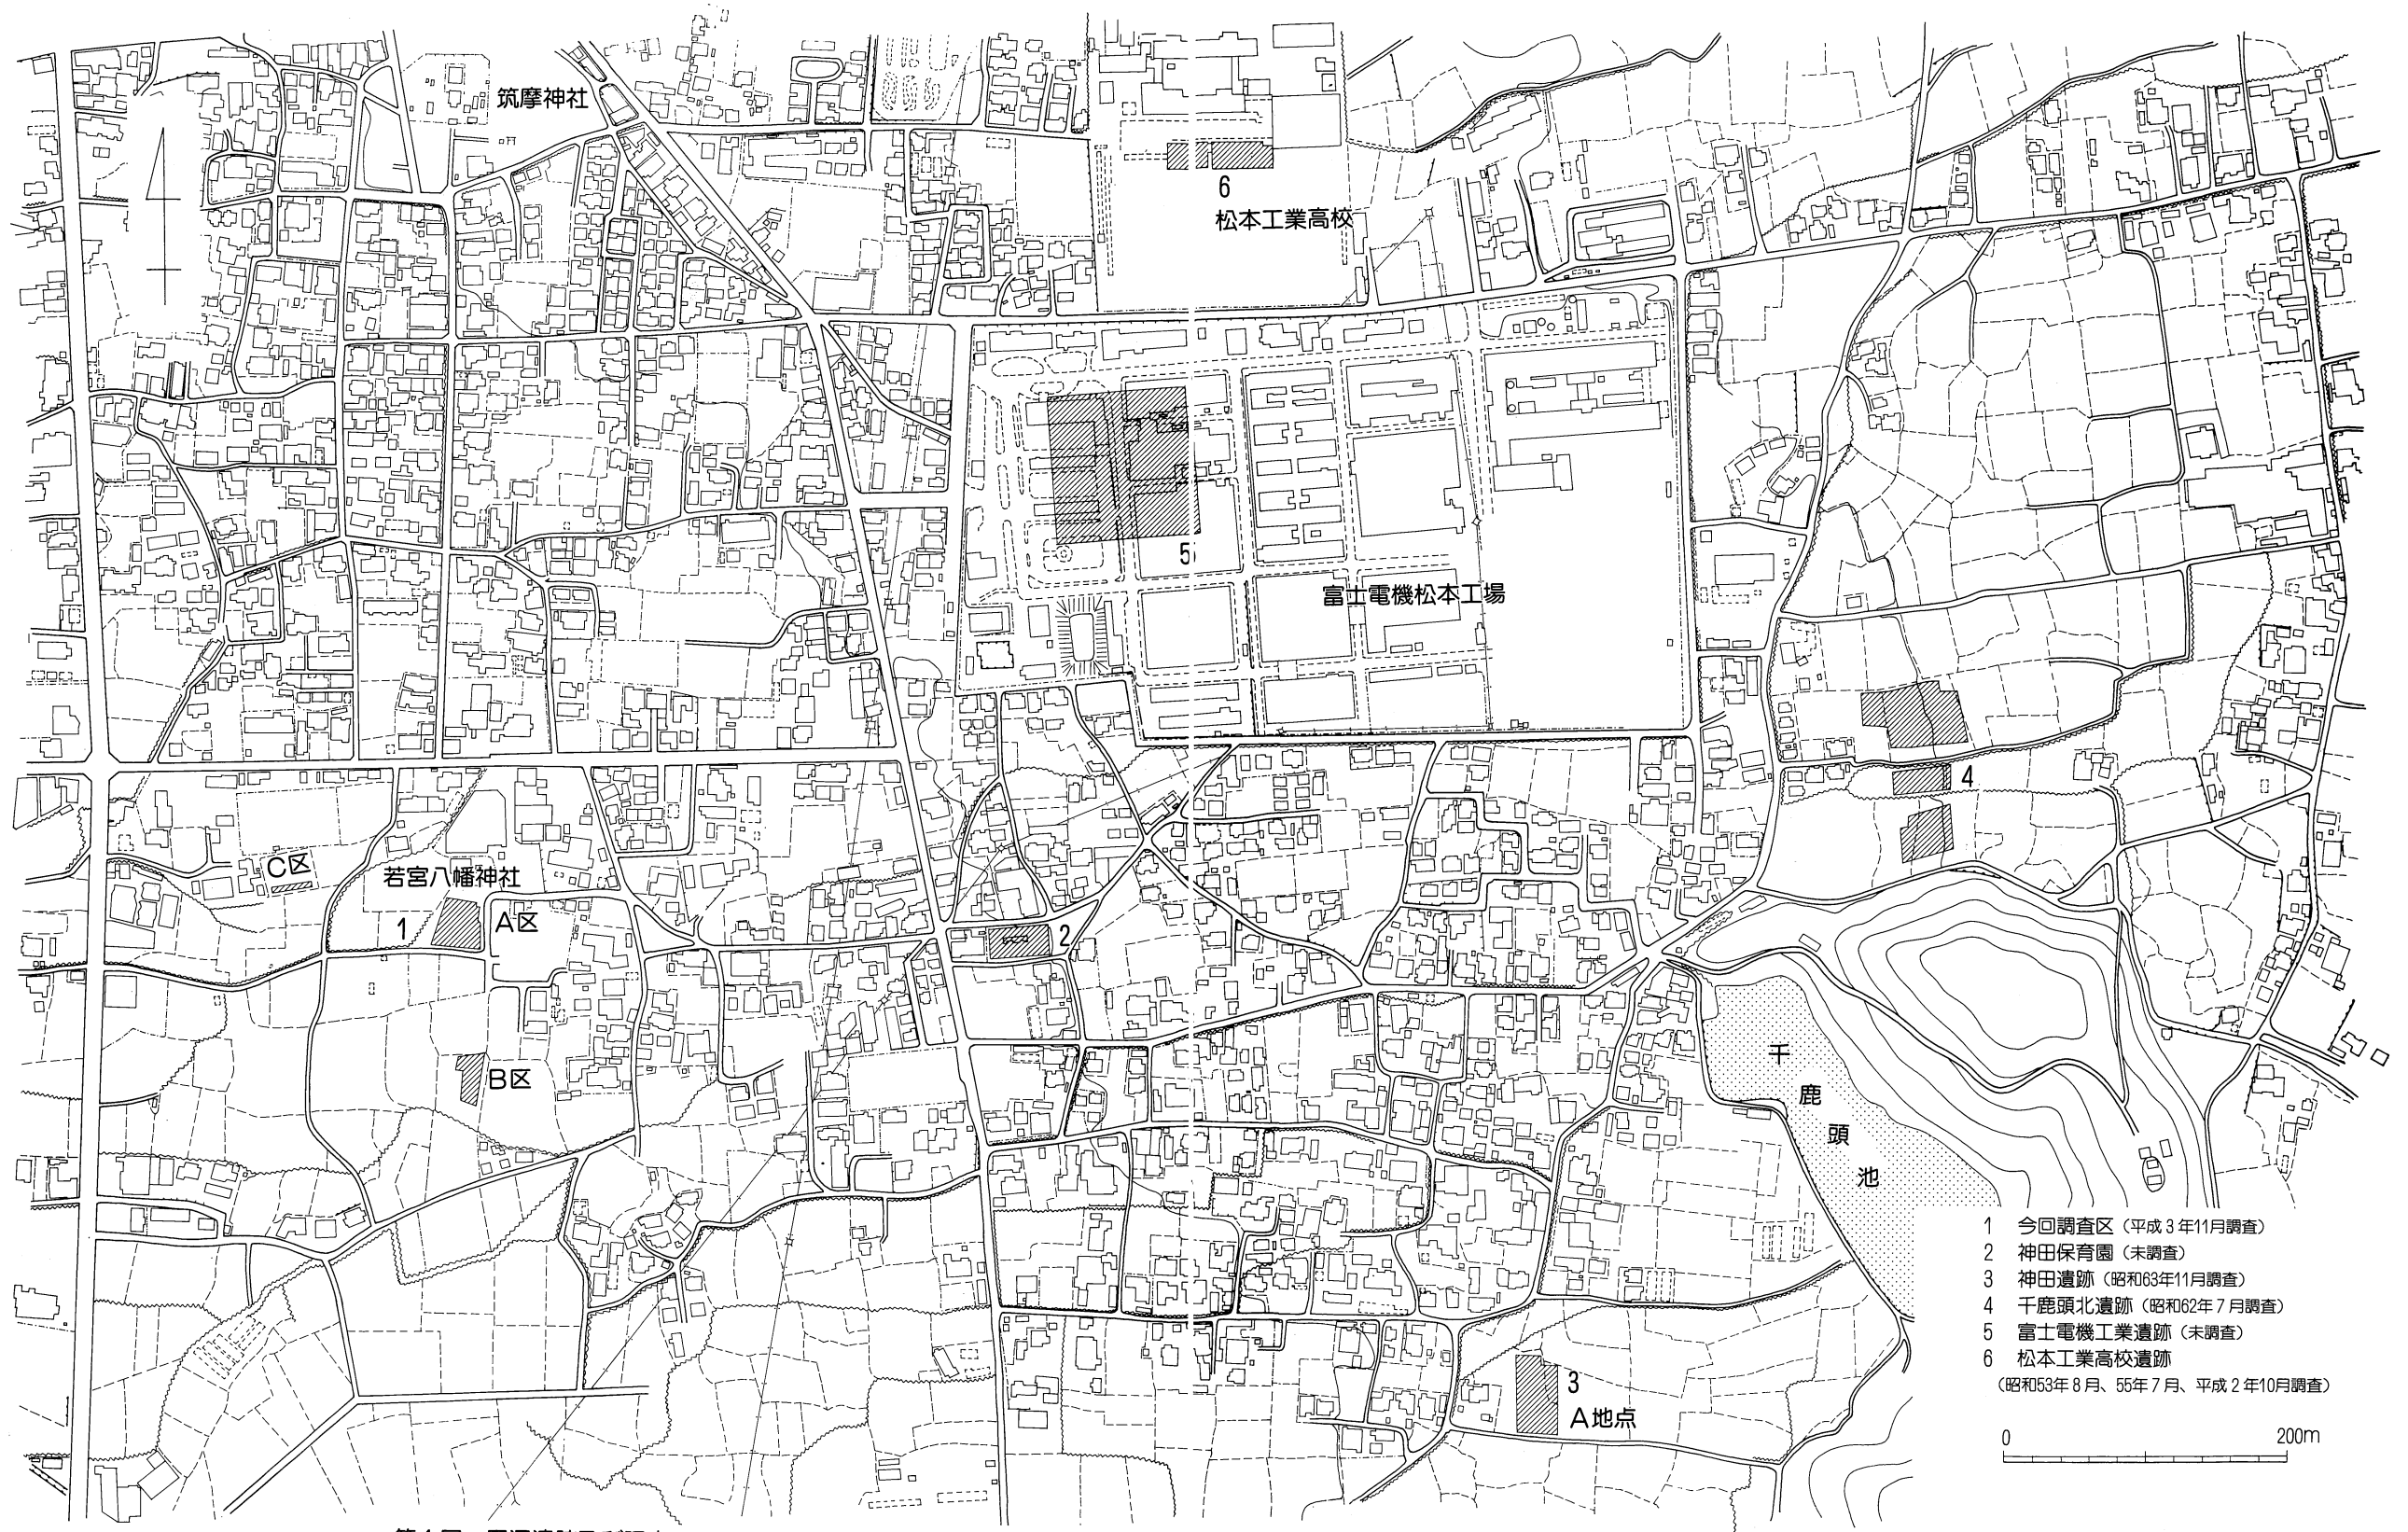 筑摩神社
6
松本工業高校
5
富士電機松本工場
4
C区
若宮八幡神社
1
A区
2
B区
千鹿頭池
3
A地点
1 今回調査区(平成3年11月調査)
2 神田保育園(未調査)
3 神田遺跡(昭和63年11月調査)
4 千鹿頭北遺跡(昭和62年7月調査)
5 富士電機工業遺跡(未調査)
6 松本工業高校遺跡
(昭和53年8月、55年7月、平成2年10月調査)
0 200m